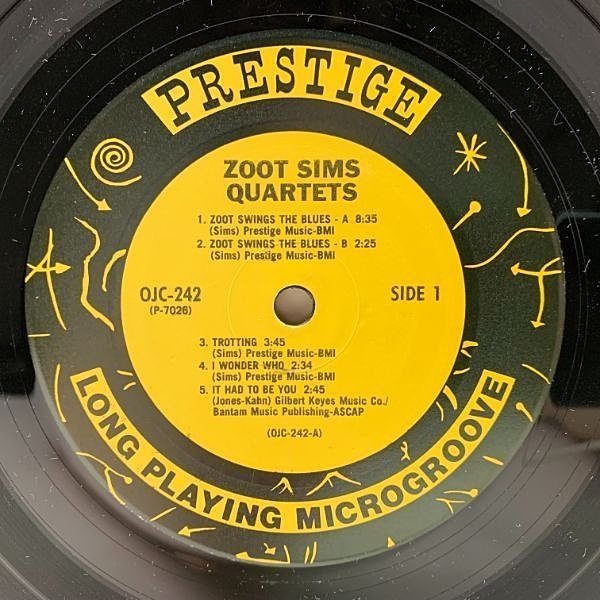 PRESTIGE
ZOOT SIMS
QUARTETS
1. ZOOT SWINGS THE BLUES - A 8:35
(Sims) Prestige Music-BMI
2. ZOOT SWINGS THE BLUES - B 2:25
(Sims) Prestige Music-BMI
OJC-242
(P-7026)
SIDE 1
3. TROTTING 3:45
(Sims) Prestige Music-BMI
4. I WONDER WHO 2:34
(Sims) Prestige Music-BMI
5. IT HAD TO BE YOU 2:45
(Jones-Kahn) Gilbert Keyes Music Co./
Bantam Music Publishing-ASCAP
(OJC-242-A)
LONG PLAYING MICROGROOVE